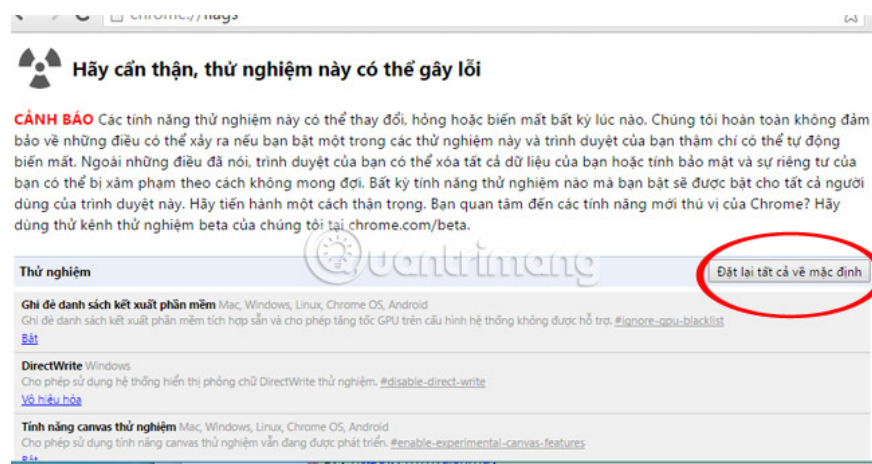 chrome://flags
Hãy cẩn thận, thử nghiệm này có thể gây lỗi
CẢNH BÁO Các tính năng thử nghiệm này có thể thay đổi, hỏng hoặc biến mất bất kỳ lúc nào. Chúng tôi hoàn toàn không đảm
bảo về những điều có thể xảy ra nếu bạn bật một trong các thử nghiệm này và trình duyệt của bạn thậm chí có thể tự động
biến mất. Ngoài những điều đã nói, trình duyệt của bạn có thể xóa tất cả dữ liệu của bạn hoặc tính bảo mật và sự riêng tư của
bạn có thể bị xâm phạm theo cách không mong đợi. Bất kỳ tính năng thử nghiệm nào mà bạn bật sẽ được bật cho tất cả người
dùng của trình duyệt này. Hãy tiến hành một cách thận trọng. Bạn quan tâm đến các tính năng mới thú vị của Chrome? Hãy
dùng thử kênh thử nghiệm beta của chúng tôi tại chrome.com/beta.
Quantrimang
Thử nghiệm Đặt lại tất cả về mặc định
Ghi đè danh sách kết xuất phần mềm Mac, Windows, Linux, Chrome OS, Android
Ghi đè danh sách kết xuất phần mềm tích hợp sẵn và cho phép tăng tốc GPU trên cấu hình hệ thống không được hỗ trợ. #ignore-gpu-blacklist
Bật
DirectWrite Windows
Cho phép sử dụng hệ thống hiển thị phông chữ DirectWrite thử nghiệm. #disable-direct-write
Vô hiệu hóa
Tính năng canvas thử nghiệm Mac, Windows, Linux, Chrome OS, Android
Cho phép sử dụng tính năng canvas thử nghiệm vẫn đang được phát triển. #enable-experimental-canvas-features
Bật